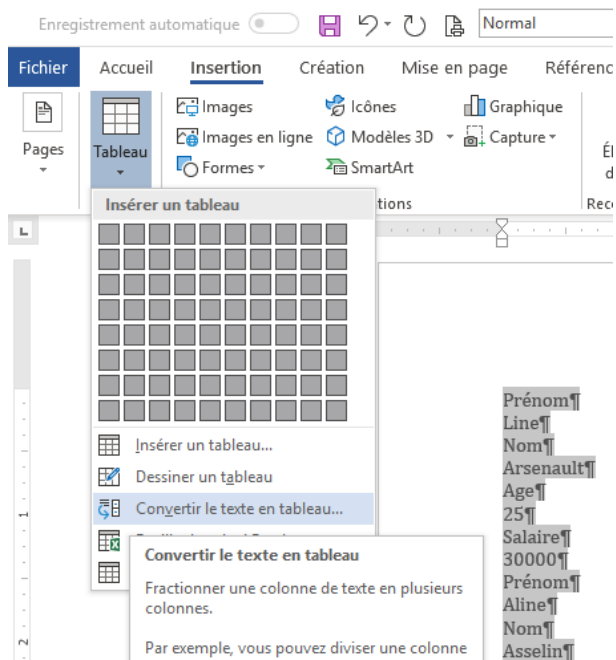 Enregistrement automatique
Normal
Fichier Accueil Insertion Création Mise en page
Images Icônes Graphique
Pages Tableau Images en ligne Modèles 3D Capture
Formes SmartArt
Insérer un tableau
Insérer un tableau...
Dessiner un tableau
Convertir le texte en tableau...
Convertir le texte en tableau
Fractionner une colonne de texte en plusieurs
colonnes.
Par exemple, vous pouvez diviser une colonne
1
2
Prénom¶
Line¶
Nom¶
Arsenault¶
Age¶
25¶
Salaire¶
30000¶
Prénom¶
Aline¶
Nom¶
Asselin¶